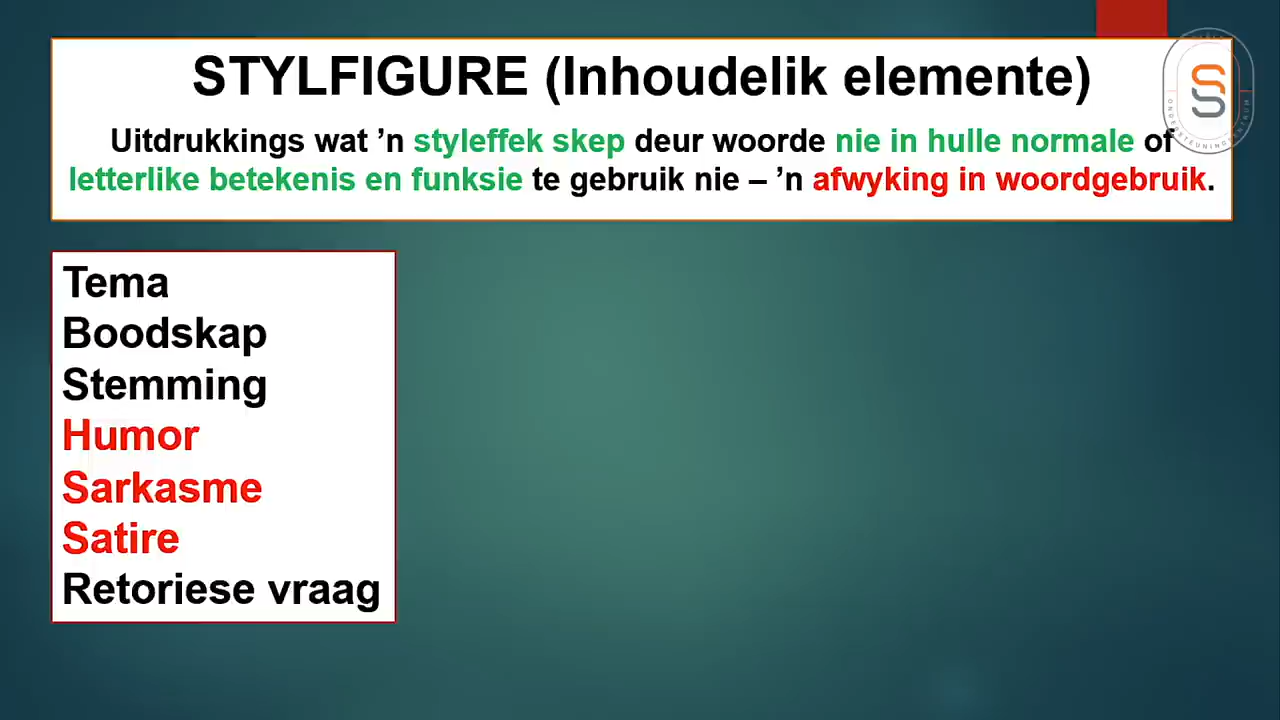 STYLFIGURE (Inhoudelik elemente)
Uitdrukkings wat ’n styleffek skep deur woorde nie in hulle normale of
letterlike betekenis en funksie te gebruik nie – ’n afwyking in woordgebruik.
Tema
Boodskap
Stemming
Humor
Sarkasme
Satire
Retoriese vraag
ONDERSTEUNINGSENTRUM